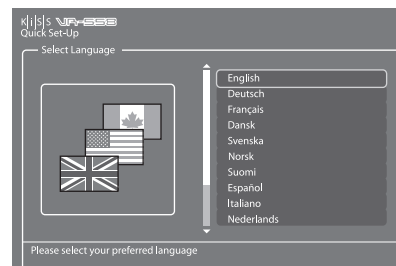 K|i|S|S VR-558
Quick Set-Up
Select Language
English
Deutsch
Français
Dansk
Svenska
Norsk
Suomi
Español
Italiano
Nederlands
Please select your preferred language